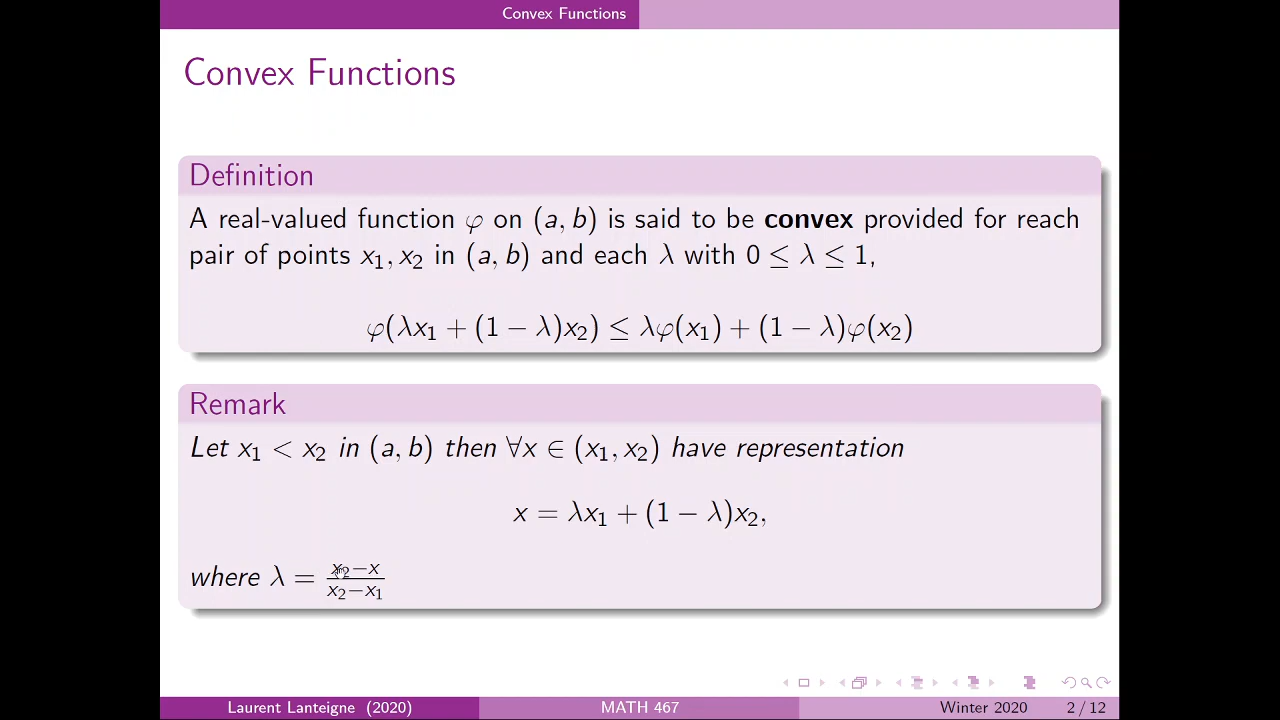 Convex Functions
Convex Functions
Definition
A real-valued function φ on (a, b) is said to be convex provided for reach
pair of points x₁, x₂ in (a, b) and each λ with 0 ≤ λ ≤ 1,
φ(λx₁ + (1 − λ)x₂) ≤ λφ(x₁) + (1 − λ)φ(x₂)
Remark
Let x₁ < x₂ in (a, b) then ∀x ∈ (x₁, x₂) have representation
x = λx₁ + (1 − λ)x₂,
where λ = (x₂−x)/(x₂−x₁)
Laurent Lanteigne (2020) MATH 467 Winter 2020 2 / 12